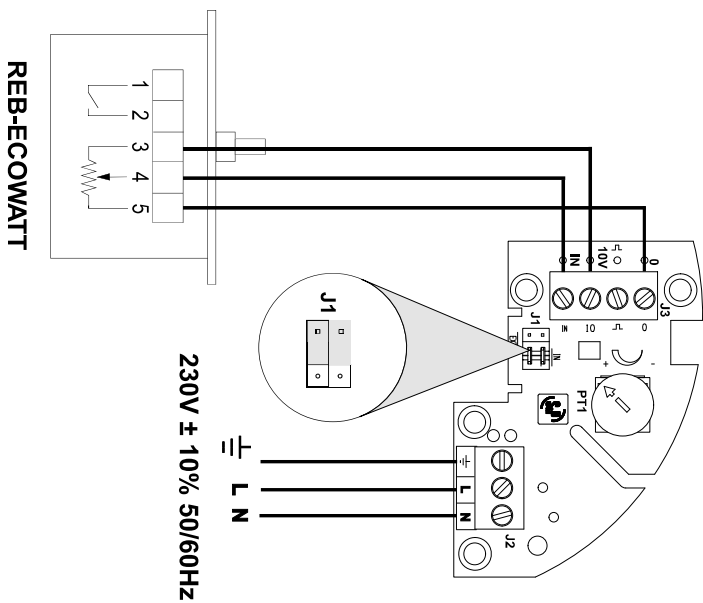 REB-ECOWATT
1
2
3
4
5
J1
230V ± 10% 50/60Hz
L
N
IN
10V
0
J3
IN
10
0
J1
IN
+
-
PT1
L
N
J2